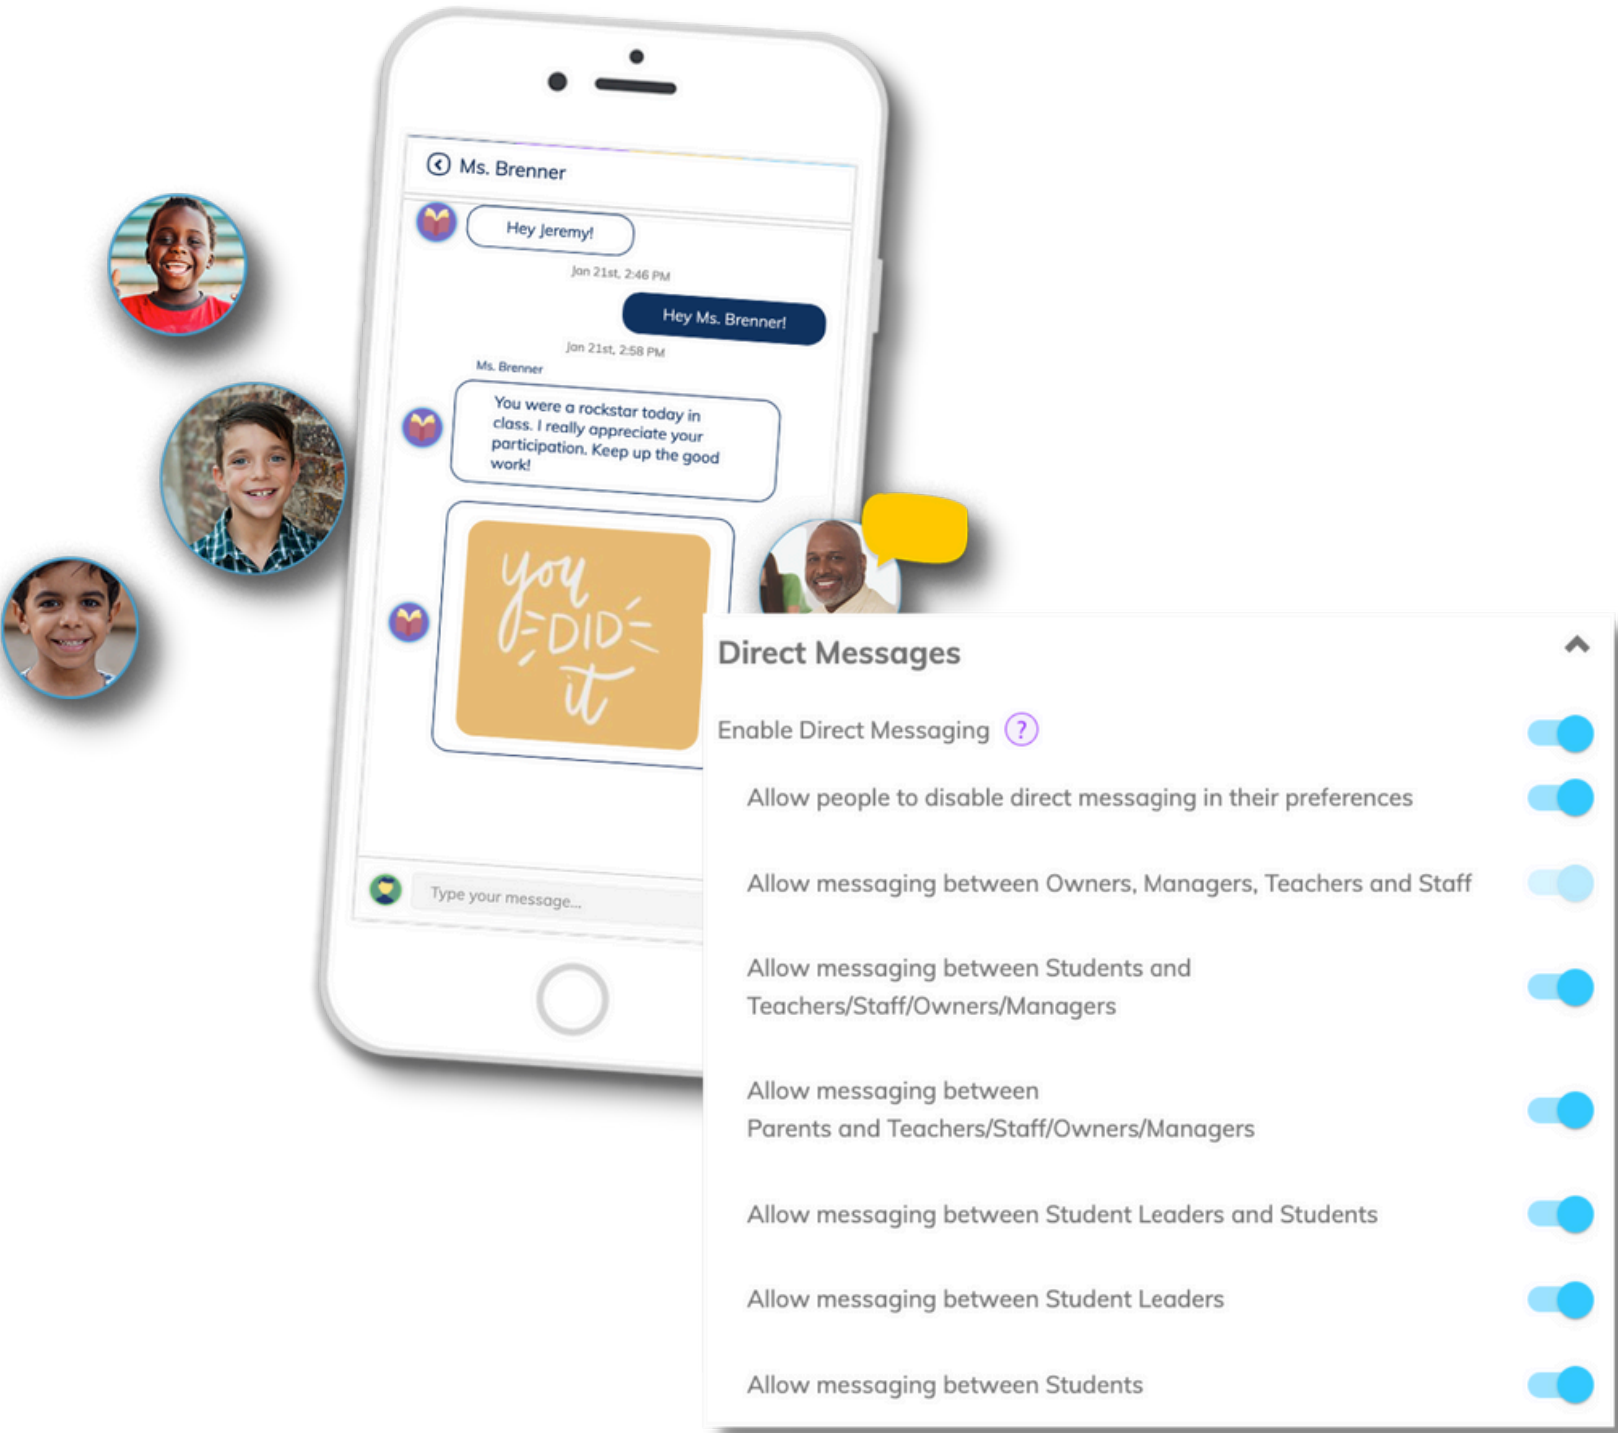 Ms. Brenner
Hey Jeremy!
Jan 21st, 2:46 PM
Hey Ms. Brenner!
Jan 21st, 2:58 PM
Ms. Brenner
You were a rockstar today in
class. I really appreciate your
participation. Keep up the good
work!
you
DID
it
Type your message...
Direct Messages
Enable Direct Messaging ?
Allow people to disable direct messaging in their preferences
Allow messaging between Owners, Managers, Teachers and Staff
Allow messaging between Students and
Teachers/Staff/Owners/Managers
Allow messaging between
Parents and Teachers/Staff/Owners/Managers
Allow messaging between Student Leaders and Students
Allow messaging between Student Leaders
Allow messaging between Students